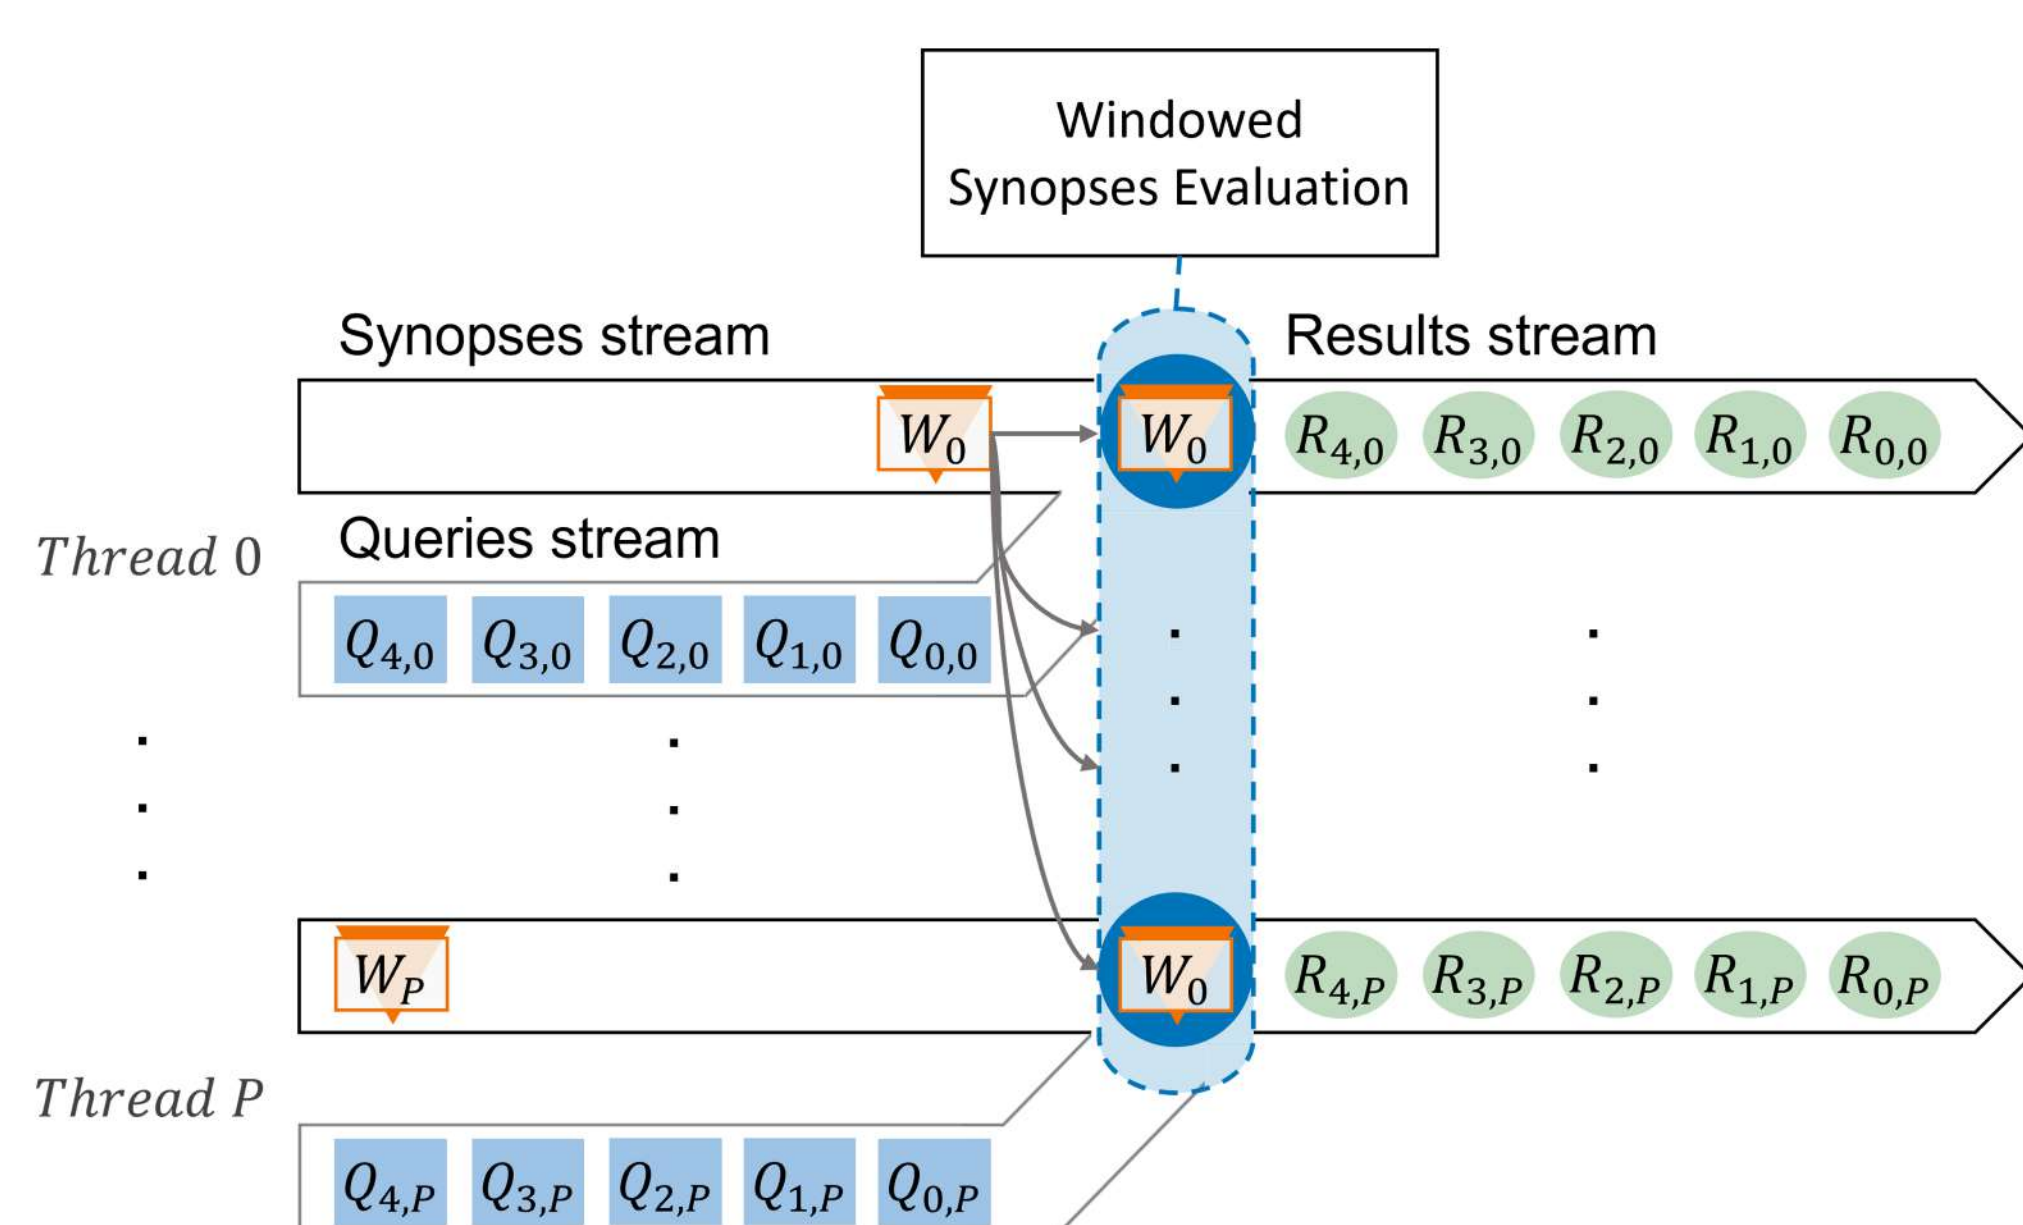 Windowed
Synopses Evaluation
Synopses stream
Results stream
W₀
W₀
R₄,₀ R₃,₀ R₂,₀ R₁,₀ R₀,₀
Thread 0
Queries stream
Q₄,₀ Q₃,₀ Q₂,₀ Q₁,₀ Q₀,₀
W_P
W₀
R₄,P R₃,P R₂,P R₁,P R₀,P
Thread P
Q₄,P Q₃,P Q₂,P Q₁,P Q₀,P